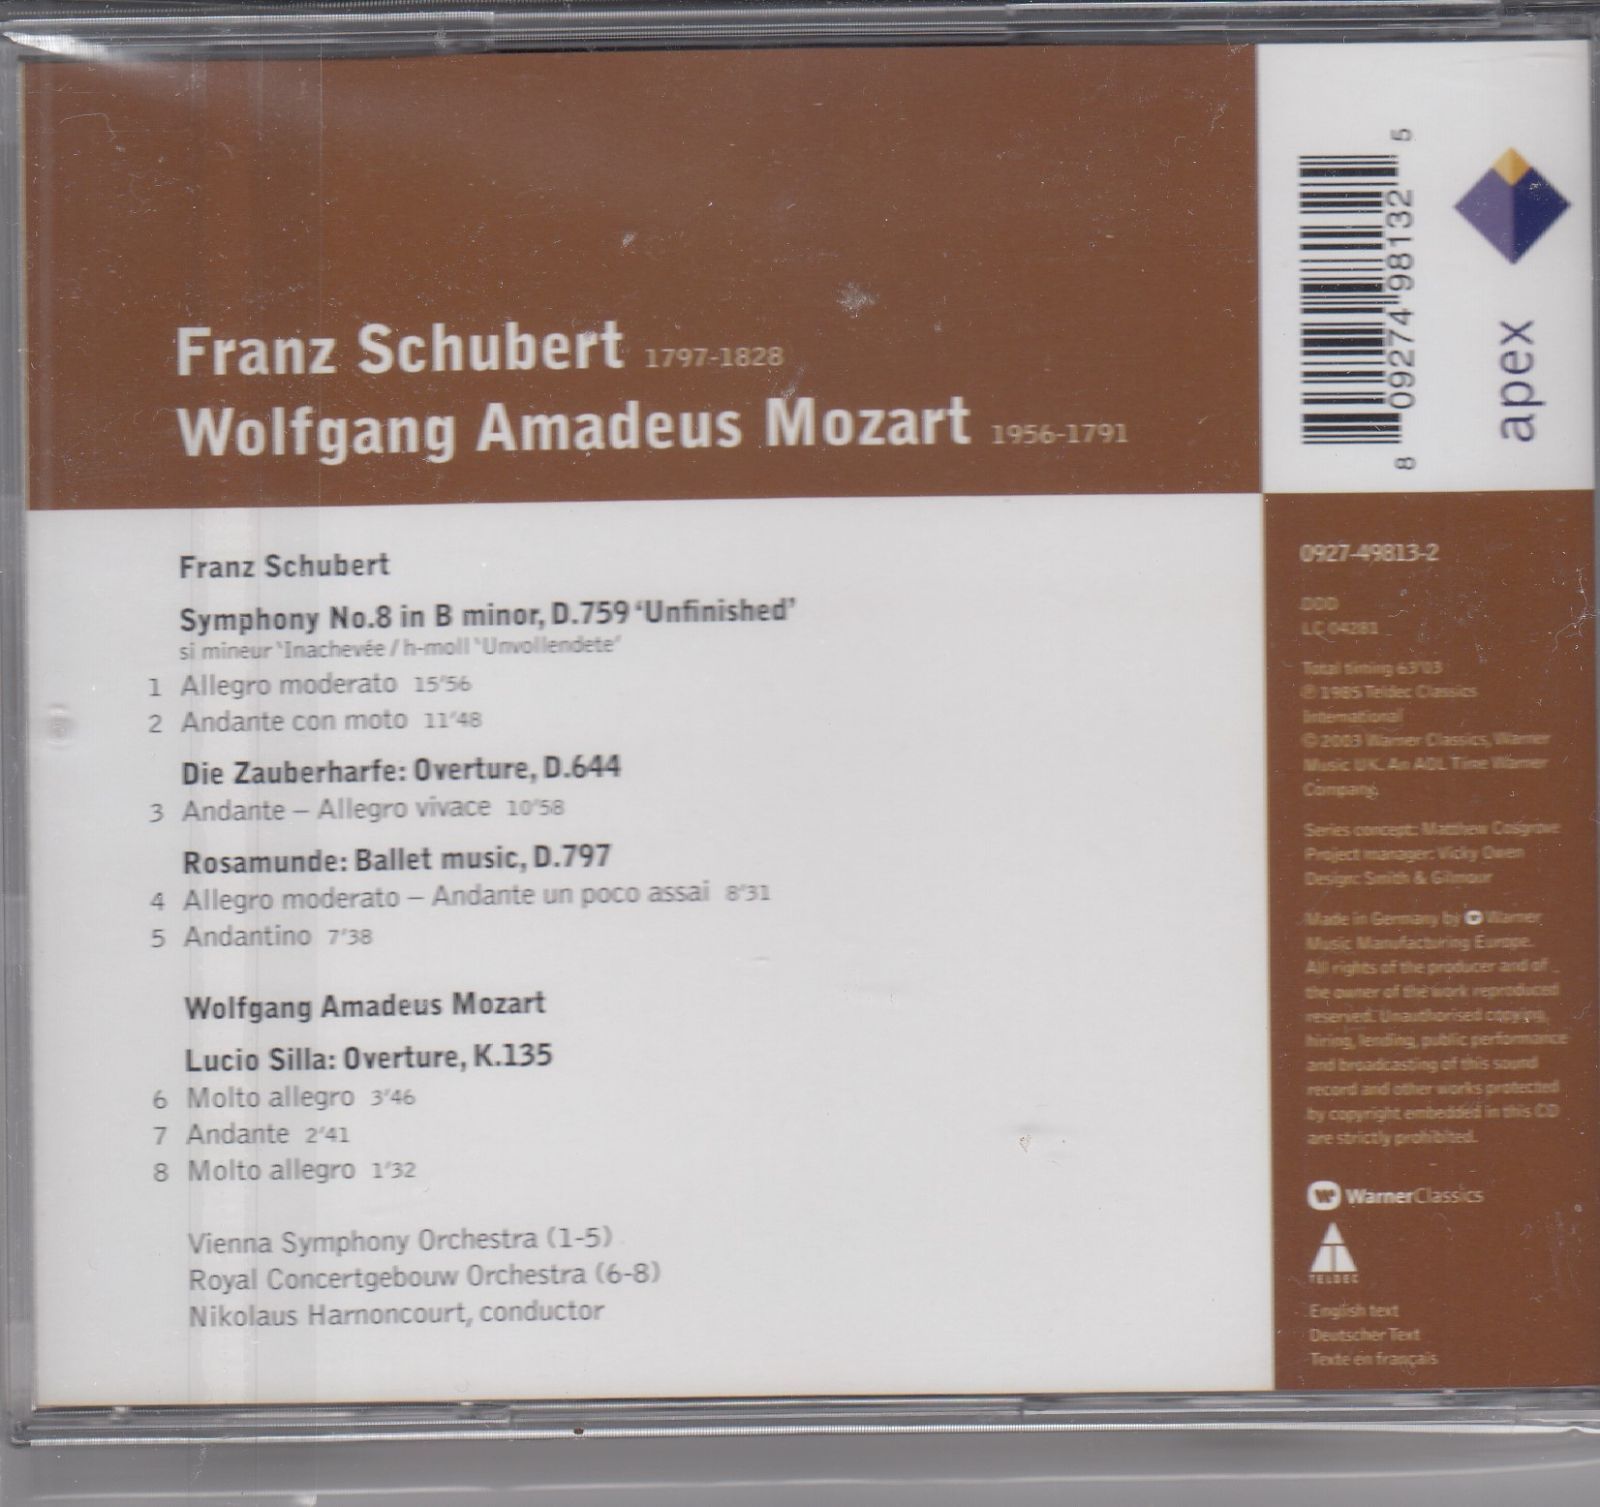 Franz Schubert 1797-1828
Wolfgang Amadeus Mozart 1956-1791
Franz Schubert
Symphony No.8 in B minor, D.759 ‘Unfinished’
si mineur ‘Inachevée / h-moll ‘Unvollendete’
1 Allegro moderato 15’56
2 Andante con moto 11’48
Die Zauberharfe: Overture, D.644
3 Andante – Allegro vivace 10’58
Rosamunde: Ballet music, D.797
4 Allegro moderato – Andante un poco assai 8’31
5 Andantino 7’38
Wolfgang Amadeus Mozart
Lucio Silla: Overture, K.135
6 Molto allegro 3’46
7 Andante 2’41
8 Molto allegro 1’32
Vienna Symphony Orchestra (1-5)
Royal Concertgebouw Orchestra (6-8)
Nikolaus Harnoncourt, conductor
8 09274 98132 5
apex
0927-49813-2
DDD
LC 04281
Total timing 63’03
℗ 1985 Teldec Classics
International
© 2003 Warner Classics, Warner
Music UK. An AOL Time Warner
Company.
Series concept: Matthew Cosgrove
Project manager: Vicky Owen
Design: Smith & Gilmour
Made in Germany by Warner
Music Manufacturing Europe.
All rights of the producer and of
the owner of the work reproduced
reserved. Unauthorised copying,
hiring, lending, public performance
and broadcasting of this sound
record and other works protected
by copyright embedded in this CD
are strictly prohibited.
WarnerClassics
TELDEC
English text
Deutscher Text
Texte en français